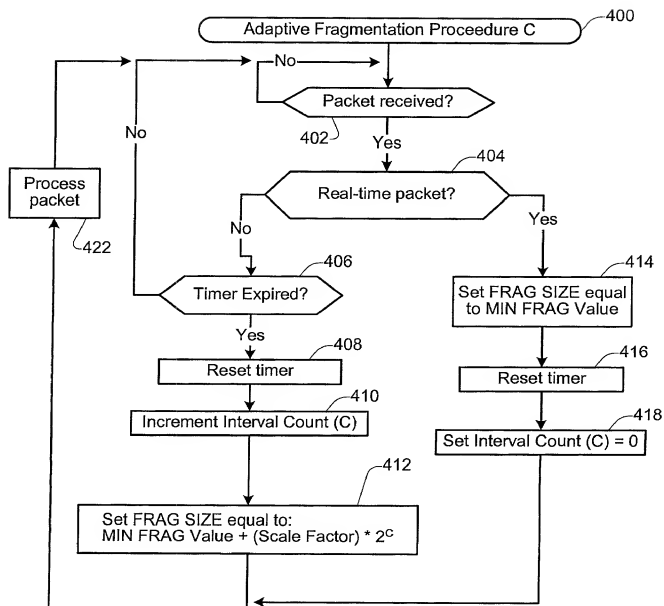 Adaptive Fragmentation Proceedure C
400
No
Packet received?
402
Yes
404
Real-time packet?
No
Yes
No
Process
packet
422
406
Timer Expired?
Yes
408
Reset timer
410
Increment Interval Count (C)
412
Set FRAG SIZE equal to:
MIN FRAG Value + (Scale Factor) * 2ᶜ
414
Set FRAG SIZE equal
to MIN FRAG Value
416
Reset timer
418
Set Interval Count (C) = 0